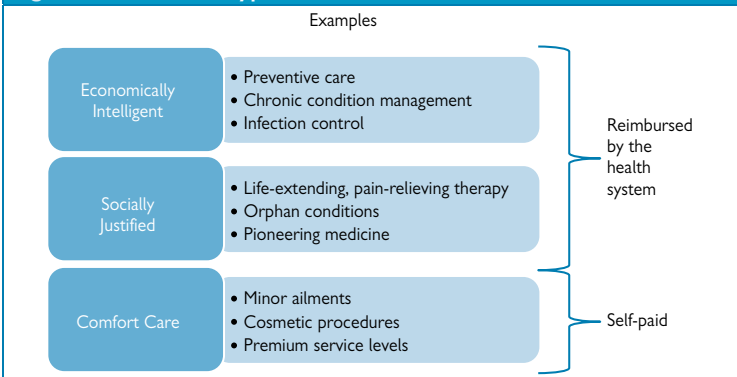 Examples
Economically
Intelligent
• Preventive care
• Chronic condition management
• Infection control
Socially
Justified
• Life-extending, pain-relieving therapy
• Orphan conditions
• Pioneering medicine
Comfort Care
• Minor ailments
• Cosmetic procedures
• Premium service levels
Reimbursed
by the
health
system
Self-paid